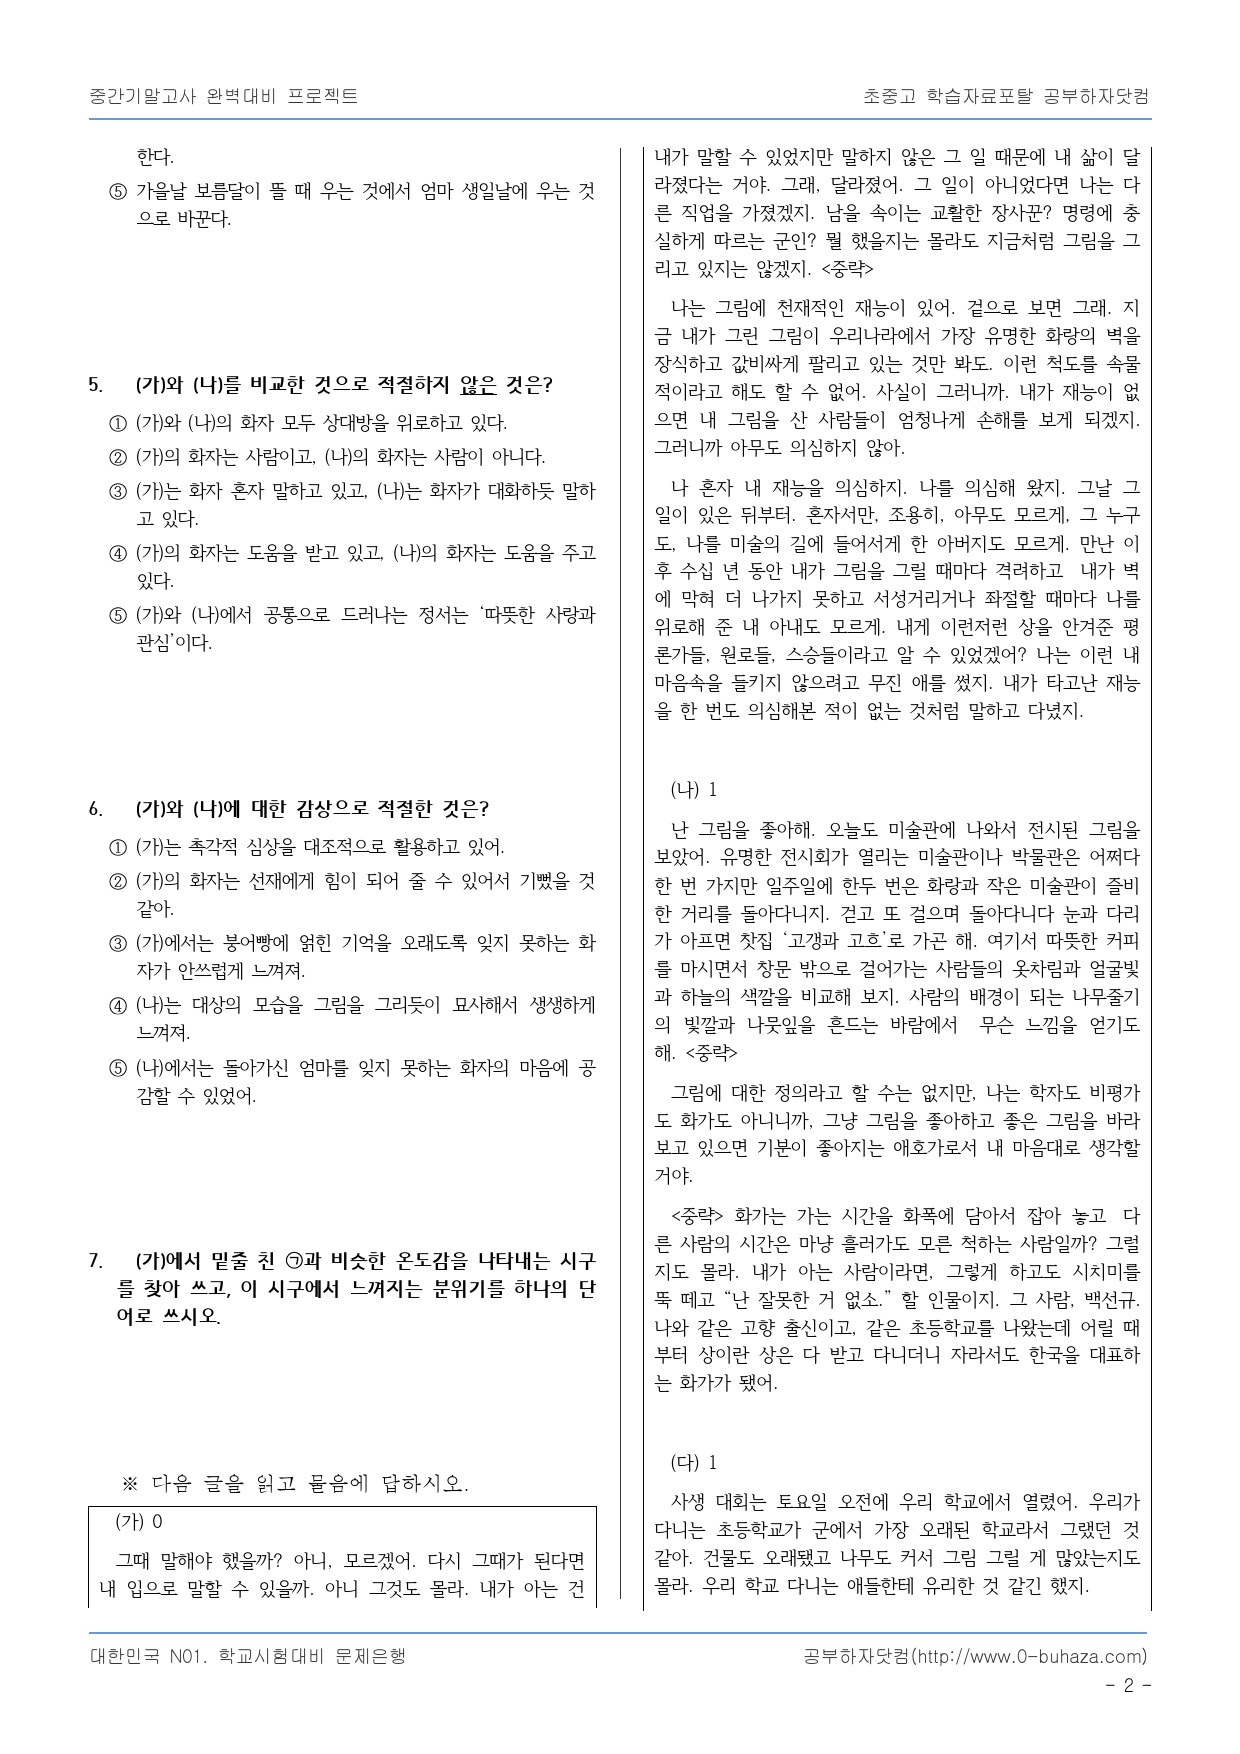 중간기말고사 완벽대비 프로젝트
초중고 학습자료포탈 공부하자닷컴
한다.
⑤ 가을날 보름달이 뜰 때 우는 것에서 엄마 생일날에 우는 것
으로 바꾼다.
5. (가)와 (나)를 비교한 것으로 적절하지 않은 것은?
① (가)와 (나)의 화자 모두 상대방을 위로하고 있다.
② (가)의 화자는 사람이고, (나)의 화자는 사람이 아니다.
③ (가)는 화자 혼자 말하고 있고, (나)는 화자가 대화하듯 말하
고 있다.
④ (가)의 화자는 도움을 받고 있고, (나)의 화자는 도움을 주고
있다.
⑤ (가)와 (나)에서 공통으로 드러나는 정서는 ‘따뜻한 사랑과
관심’이다.
6. (가)와 (나)에 대한 감상으로 적절한 것은?
① (가)는 촉각적 심상을 대조적으로 활용하고 있어.
② (가)의 화자는 선재에게 힘이 되어 줄 수 있어서 기뻤을 것
같아.
③ (가)에서는 붕어빵에 얽힌 기억을 오래도록 잊지 못하는 화
자가 안쓰럽게 느껴져.
④ (나)는 대상의 모습을 그림을 그리듯이 묘사해서 생생하게
느껴져.
⑤ (나)에서는 돌아가신 엄마를 잊지 못하는 화자의 마음에 공
감할 수 있었어.
7. (가)에서 밑줄 친 ㉠과 비슷한 온도감을 나타내는 시구
를 찾아 쓰고, 이 시구에서 느껴지는 분위기를 하나의 단
어로 쓰시오.
※ 다음 글을 읽고 물음에 답하시오.
(가) 0
그때 말해야 했을까? 아니, 모르겠어. 다시 그때가 된다면
내 입으로 말할 수 있을까. 아니 그것도 몰라. 내가 아는 건
내가 말할 수 있었지만 말하지 않은 그 일 때문에 내 삶이 달
라졌다는 거야. 그래, 달라졌어. 그 일이 아니었다면 나는 다
른 직업을 가졌겠지. 남을 속이는 교활한 장사꾼? 명령에 충
실하게 따르는 군인? 뭘 했을지는 몰라도 지금처럼 그림을 그
리고 있지는 않겠지. <중략>
나는 그림에 천재적인 재능이 있어. 겉으로 보면 그래. 지
금 내가 그린 그림이 우리나라에서 가장 유명한 화랑의 벽을
장식하고 값비싸게 팔리고 있는 것만 봐도. 이런 척도를 속물
적이라고 해도 할 수 없어. 사실이 그러니까. 내가 재능이 없
으면 내 그림을 산 사람들이 엄청나게 손해를 보게 되겠지.
그러니까 아무도 의심하지 않아.
나 혼자 내 재능을 의심하지. 나를 의심해 왔지. 그날 그
일이 있은 뒤부터. 혼자서만, 조용히, 아무도 모르게, 그 누구
도, 나를 미술의 길에 들어서게 한 아버지도 모르게. 만난 이
후 수십 년 동안 내가 그림을 그릴 때마다 격려하고 내가 벽
에 막혀 더 나가지 못하고 서성거리거나 좌절할 때마다 나를
위로해 준 내 아내도 모르게. 내게 이런저런 상을 안겨준 평
론가들, 원로들, 스승들이라고 알 수 있었겠어? 나는 이런 내
마음속을 들키지 않으려고 무진 애를 썼지. 내가 타고난 재능
을 한 번도 의심해본 적이 없는 것처럼 말하고 다녔지.
(나) 1
난 그림을 좋아해. 오늘도 미술관에 나와서 전시된 그림을
보았어. 유명한 전시회가 열리는 미술관이나 박물관은 어쩌다
한 번 가지만 일주일에 한두 번은 화랑과 작은 미술관이 즐비
한 거리를 돌아다니지. 걷고 또 걸으며 돌아다니다 눈과 다리
가 아프면 찻집 ‘고갱과 고흐’로 가곤 해. 여기서 따뜻한 커피
를 마시면서 창문 밖으로 걸어가는 사람들의 옷차림과 얼굴빛
과 하늘의 색깔을 비교해 보지. 사람의 배경이 되는 나무줄기
의 빛깔과 나뭇잎을 흔드는 바람에서 무슨 느낌을 얻기도
해. <중략>
그림에 대한 정의라고 할 수는 없지만, 나는 학자도 비평가
도 화가도 아니니까, 그냥 그림을 좋아하고 좋은 그림을 바라
보고 있으면 기분이 좋아지는 애호가로서 내 마음대로 생각할
거야.
<중략> 화가는 가는 시간을 화폭에 담아서 잡아 놓고 다
른 사람의 시간은 마냥 흘러가도 모른 척하는 사람일까? 그럴
지도 몰라. 내가 아는 사람이라면, 그렇게 하고도 시치미를
뚝 떼고 “난 잘못한 거 없소.” 할 인물이지. 그 사람, 백선규.
나와 같은 고향 출신이고, 같은 초등학교를 나왔는데 어릴 때
부터 상이란 상은 다 받고 다니더니 자라서도 한국을 대표하
는 화가가 됐어.
(다) 1
사생 대회는 토요일 오전에 우리 학교에서 열렸어. 우리가
다니는 초등학교가 군에서 가장 오래된 학교라서 그랬던 것
같아. 건물도 오래됐고 나무도 커서 그림 그릴 게 많았는지도
몰라. 우리 학교 다니는 애들한테 유리한 것 같긴 했지.
대한민국 N01. 학교시험대비 문제은행
공부하자닷컴(http://www.0-buhaza.com)
- 2 -